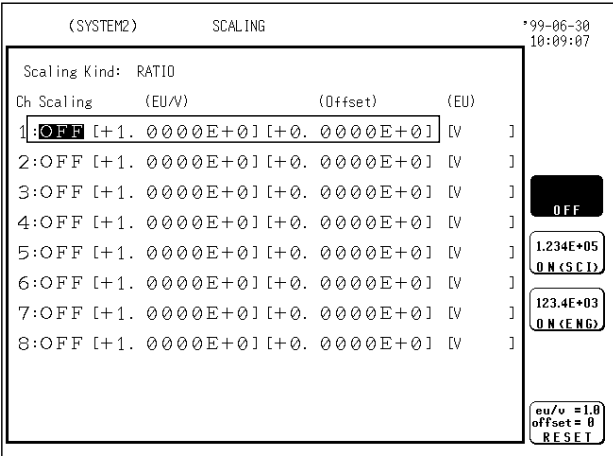 (SYSTEM2) SCALING '99-06-30
10:09:07
Scaling Kind: RATIO
Ch Scaling (EU/V) (Offset) (EU)
1:OFF [+1. 0000E+0] [+0. 0000E+0] [V ]
2:OFF [+1. 0000E+0] [+0. 0000E+0] [V ]
3:OFF [+1. 0000E+0] [+0. 0000E+0] [V ]
4:OFF [+1. 0000E+0] [+0. 0000E+0] [V ]
5:OFF [+1. 0000E+0] [+0. 0000E+0] [V ]
6:OFF [+1. 0000E+0] [+0. 0000E+0] [V ]
7:OFF [+1. 0000E+0] [+0. 0000E+0] [V ]
8:OFF [+1. 0000E+0] [+0. 0000E+0] [V ]
OFF
1.234E+05
ON(SCI)
123.4E+03
ON(ENG)
eu/v =1.0
offset= 0
RESET